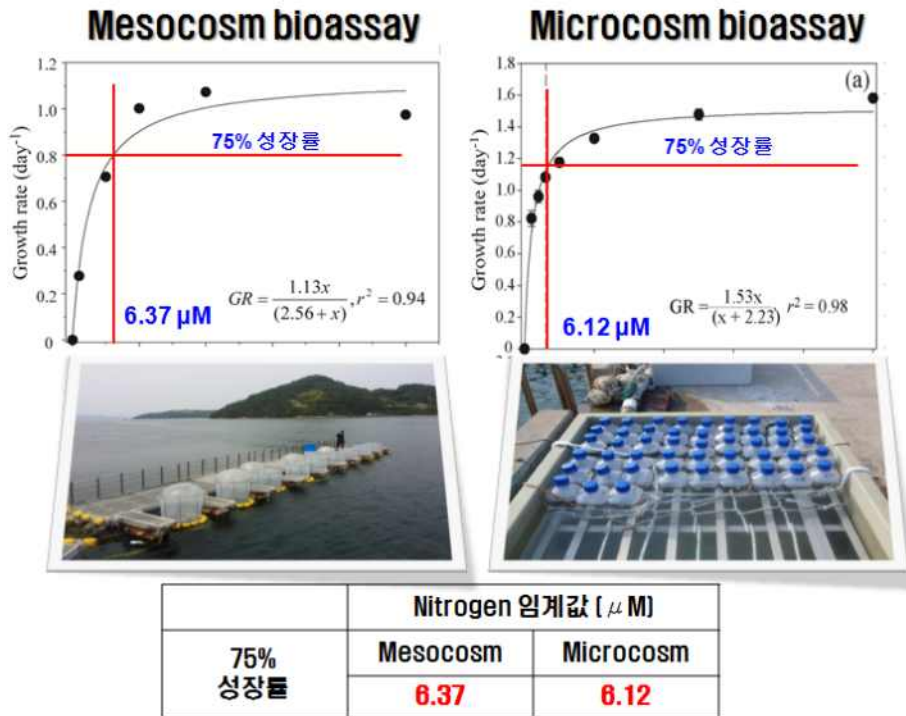 Mesocosm bioassay
Growth rate (day⁻¹)
1.2
1.0
0.8
0.6
0.4
0.2
0
75% 성장률
6.37 μM
GR = 1.13x / (2.56 + x), r² = 0.94
Microcosm bioassay
(a)
Growth rate (day⁻¹)
1.8
1.6
1.4
1.2
1.0
0.8
0.6
0.4
0.2
0
75% 성장률
6.12 μM
GR = 1.53x / (x + 2.23) r² = 0.98
Nitrogen 임계값 (μM)
75%
성장률
Mesocosm
Microcosm
6.37
6.12